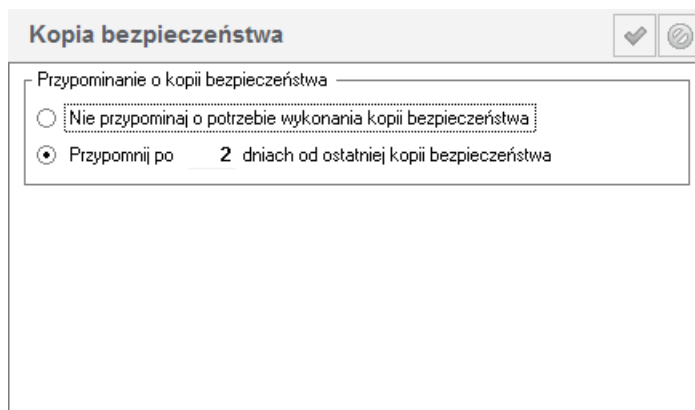 Kopia bezpieczeństwa
Przypominanie o kopii bezpieczeństwa
Nie przypominaj o potrzebie wykonania kopii bezpieczeństwa
Przypomnij po 2 dniach od ostatniej kopii bezpieczeństwa